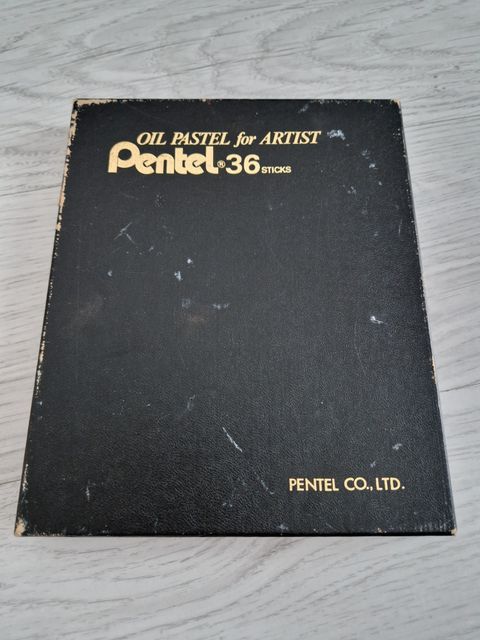 OIL PASTEL for ARTIST
Pentel® 36 STICKS
PENTEL CO., LTD.